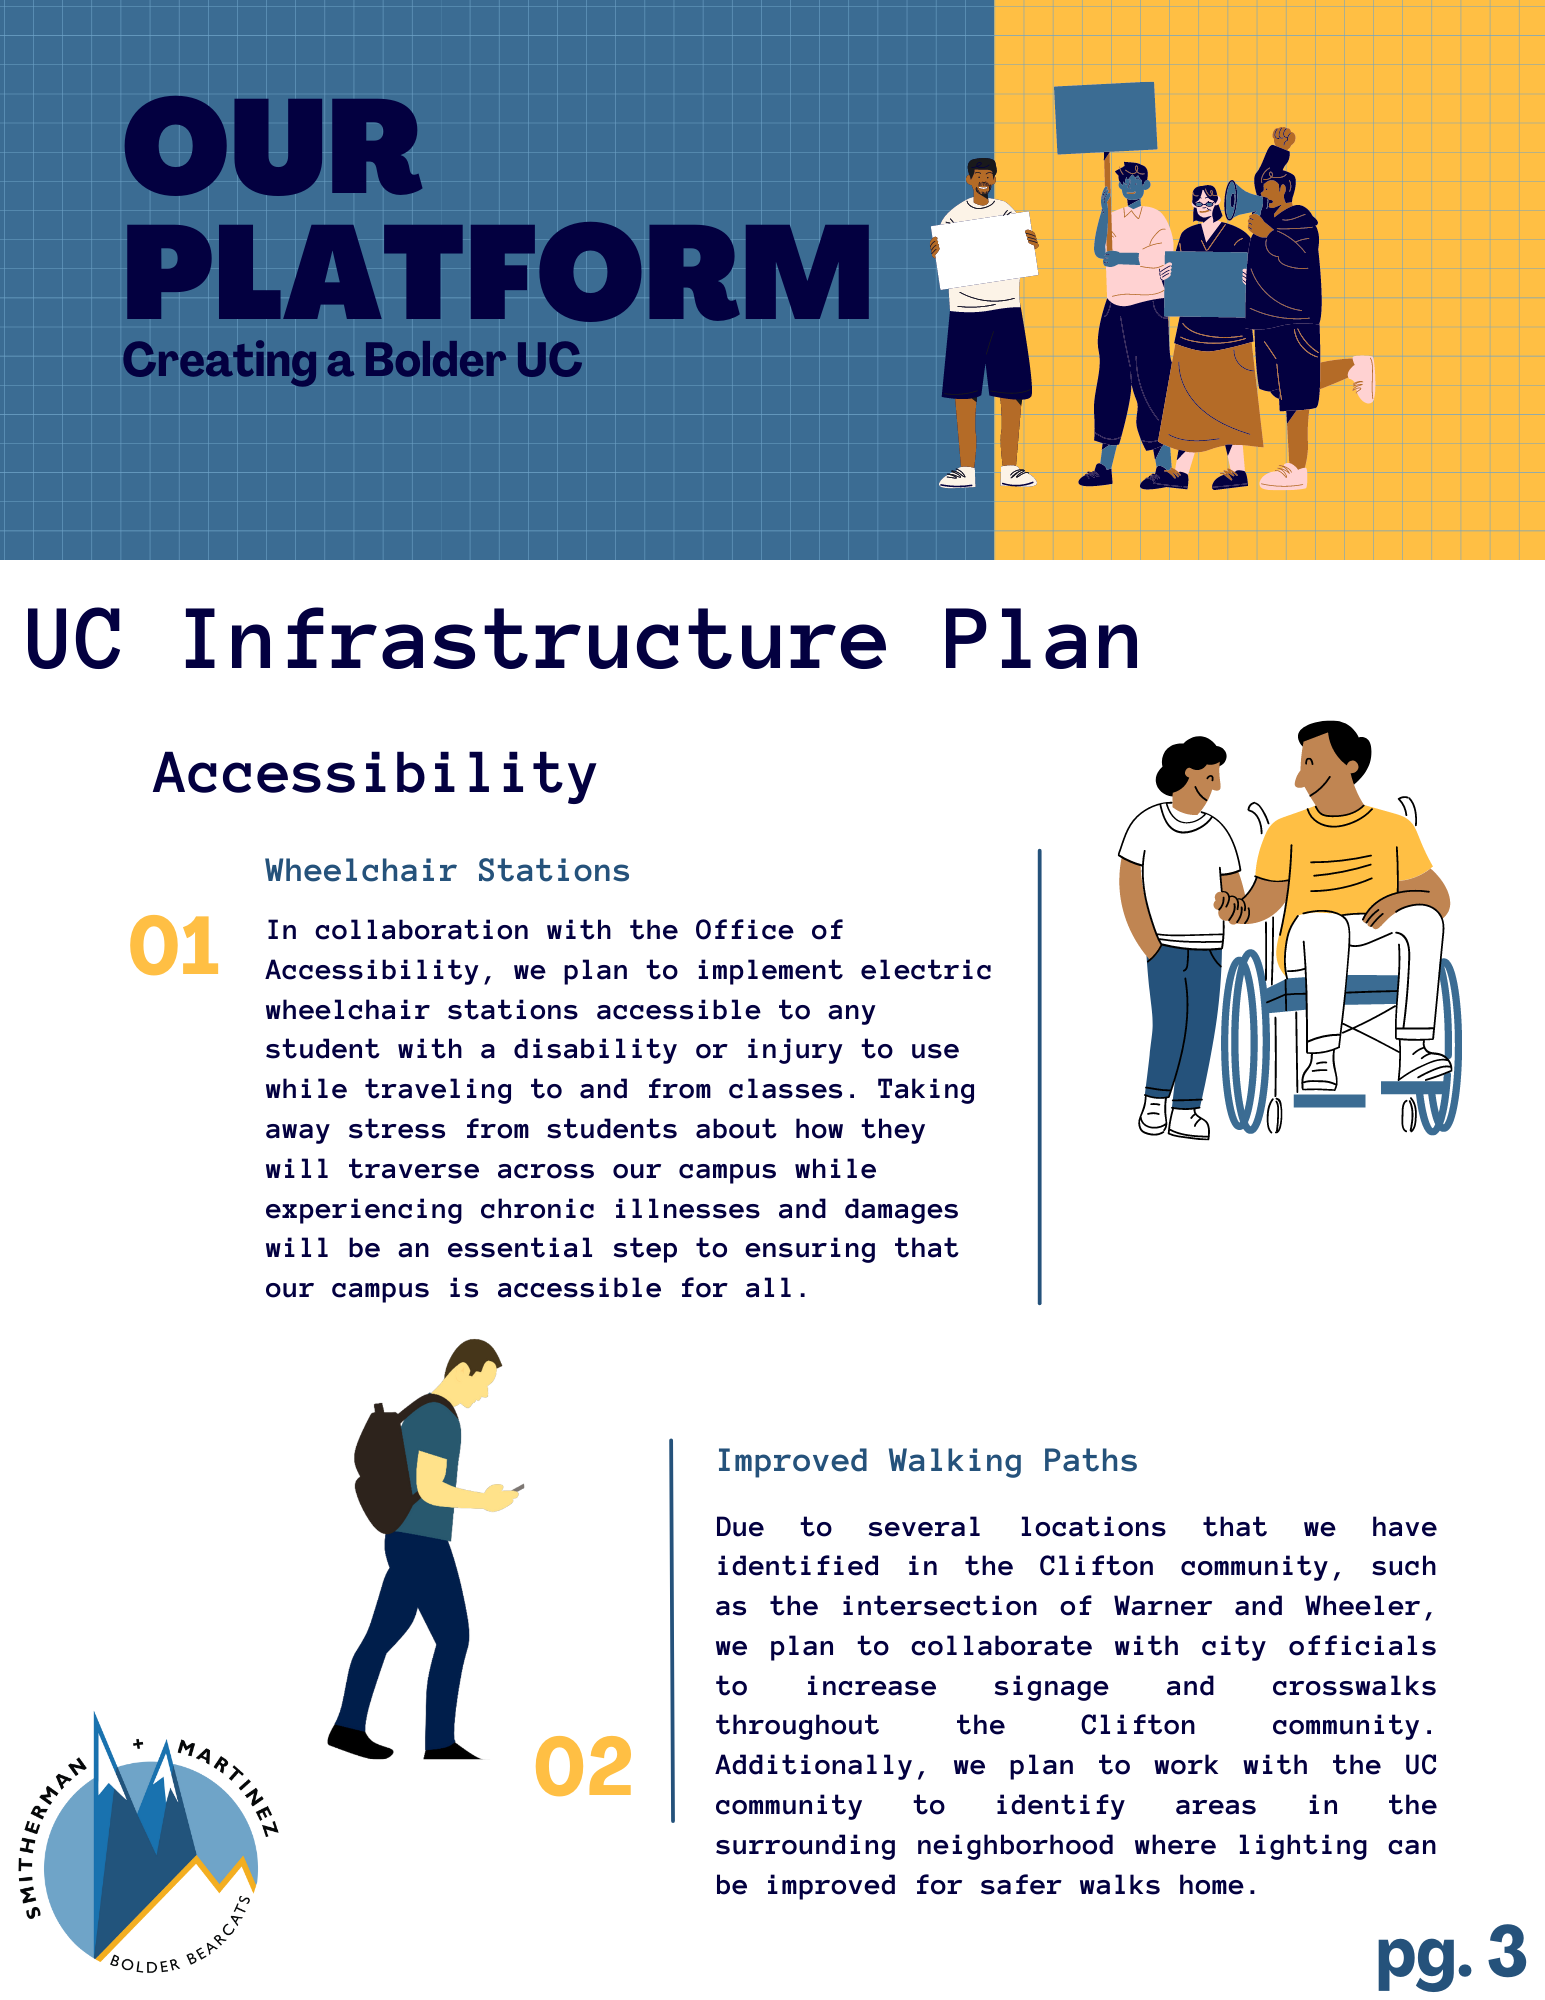 OUR
PLATFORM
Creating a Bolder UC
UC Infrastructure Plan
Accessibility
Wheelchair Stations
01
In collaboration with the Office of
Accessibility, we plan to implement electric
wheelchair stations accessible to any
student with a disability or injury to use
while traveling to and from classes. Taking
away stress from students about how they
will traverse across our campus while
experiencing chronic illnesses and damages
will be an essential step to ensuring that
our campus is accessible for all.
Improved Walking Paths
02
Due to several locations that we have
identified in the Clifton community, such
as the intersection of Warner and Wheeler,
we plan to collaborate with city officials
to increase signage and crosswalks
throughout the Clifton community.
Additionally, we plan to work with the UC
community to identify areas in the
surrounding neighborhood where lighting can
be improved for safer walks home.
SMITHERMAN + MARTINEZ
BOLDER BEARCATS
pg. 3